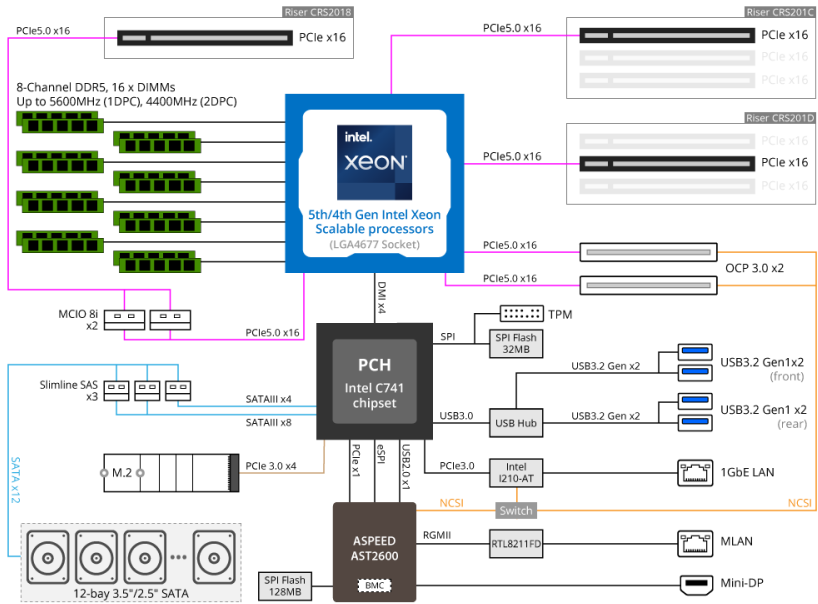 Riser CRS2018
PCIe5.0 x16
PCIe x16
Riser CRS201C
PCIe5.0 x16
PCIe x16
PCIe x16
PCIe x16
8-Channel DDR5, 16 x DIMMs
Up to 5600MHz (1DPC), 4400MHz (2DPC)
Riser CRS201D
PCIe x16
PCIe5.0 x16
PCIe x16
PCIe x16
intel.
XEON
5th/4th Gen Intel Xeon
Scalable processors
(LGA4677 Socket)
PCIe5.0 x16
PCIe5.0 x16
OCP 3.0 x2
DMI x4
MCIO 8i
x2
PCIe5.0 x16
SPI
TPM
SPI Flash
32MB
PCH
Intel C741
chipset
USB3.2 Gen x2
USB3.2 Gen1x2
(front)
Slimline SAS
x3
SATAIII x4
SATAIII x8
USB3.0
USB Hub
USB3.2 Gen x2
USB3.2 Gen1 x2
(rear)
SATA x12
M.2
PCIe 3.0 x4
PCIe x1
eSPI
USB2.0 x1
PCIe3.0
Intel
I210-AT
1GbE LAN
NCSI
Switch
NCSI
ASPEED
AST2600
BMC
RGMII
RTL8211FD
MLAN
12-bay 3.5"/2.5" SATA
SPI Flash
128MB
Mini-DP